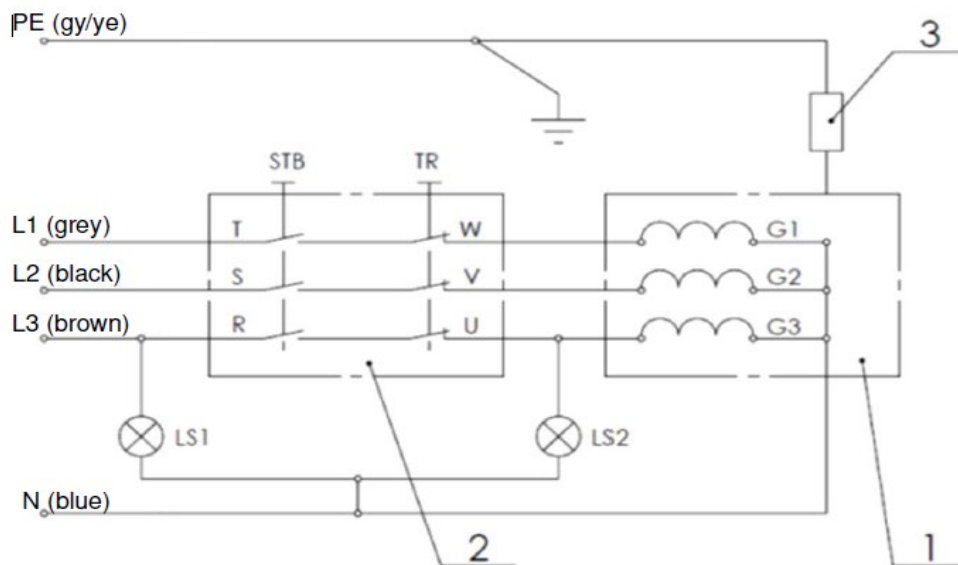 PE (gy/ye)
3
STB TR
L1 (grey) T W G1
L2 (black) S V G2
L3 (brown) R U G3
LS1 LS2
N (blue)
2 1